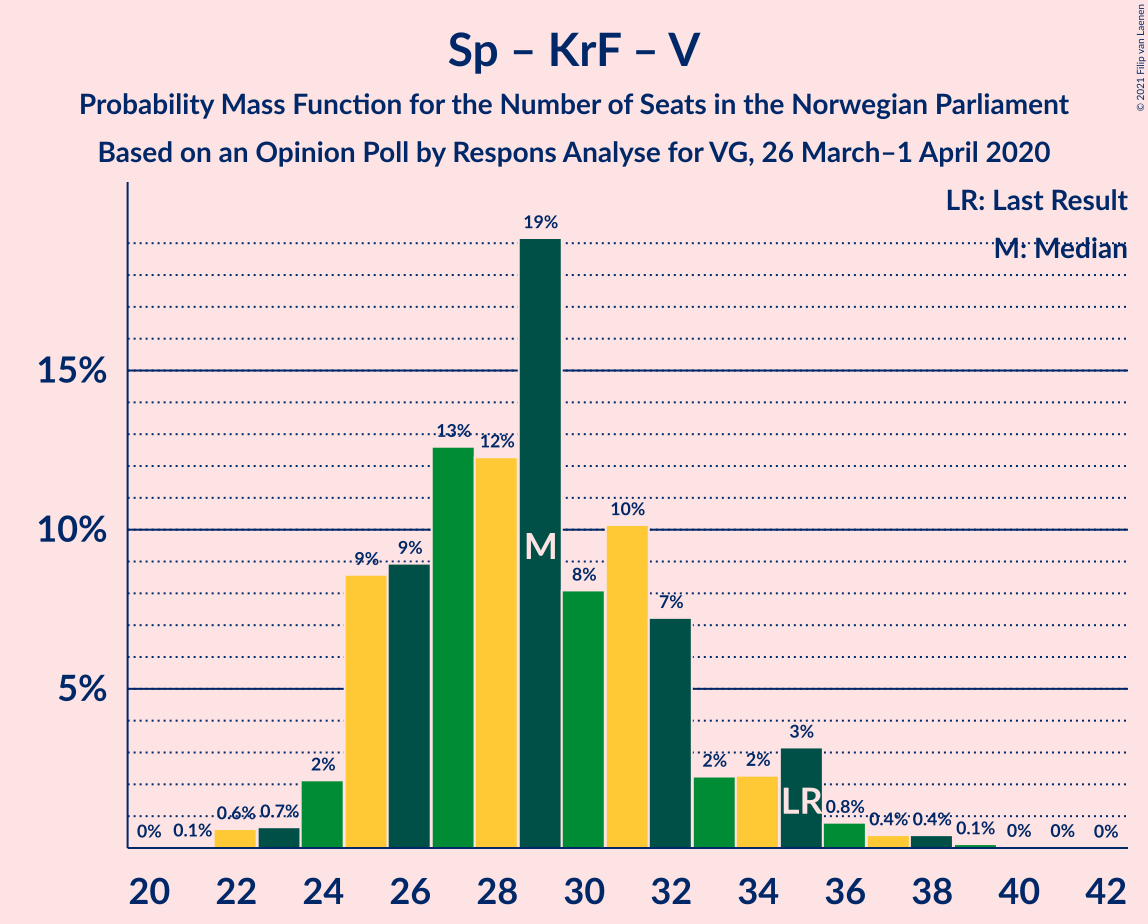 Sp – KrF – V
Probability Mass Function for the Number of Seats in the Norwegian Parliament
Based on an Opinion Poll by Respons Analyse for VG, 26 March–1 April 2020
© 2021 Filip van Laenen
LR: Last Result
M: Median
15%
10%
5%
0%
0.1%
0.6%
0.7%
2%
9%
9%
13%
12%
19%
8%
10%
7%
2%
2%
3%
0.8%
0.4%
0.4%
0.1%
0%
0%
0%
M
LR
20 22 24 26 28 30 32 34 36 38 40 42